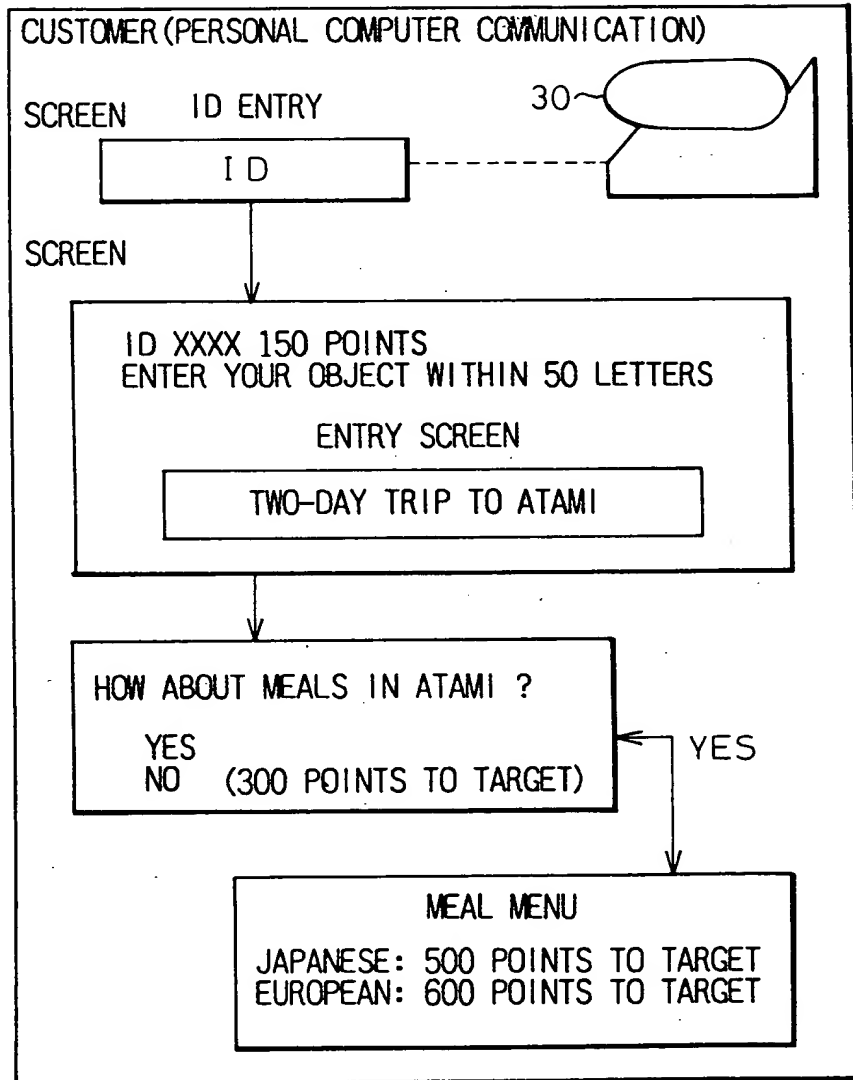 CUSTOMER (PERSONAL COMPUTER COMMUNICATION)
SCREEN
ID ENTRY
30
ID
SCREEN
ID XXXX 150 POINTS
ENTER YOUR OBJECT WITHIN 50 LETTERS
ENTRY SCREEN
TWO-DAY TRIP TO ATAMI
HOW ABOUT MEALS IN ATAMI ?
YES
NO (300 POINTS TO TARGET)
YES
MEAL MENU
JAPANESE: 500 POINTS TO TARGET
EUROPEAN: 600 POINTS TO TARGET